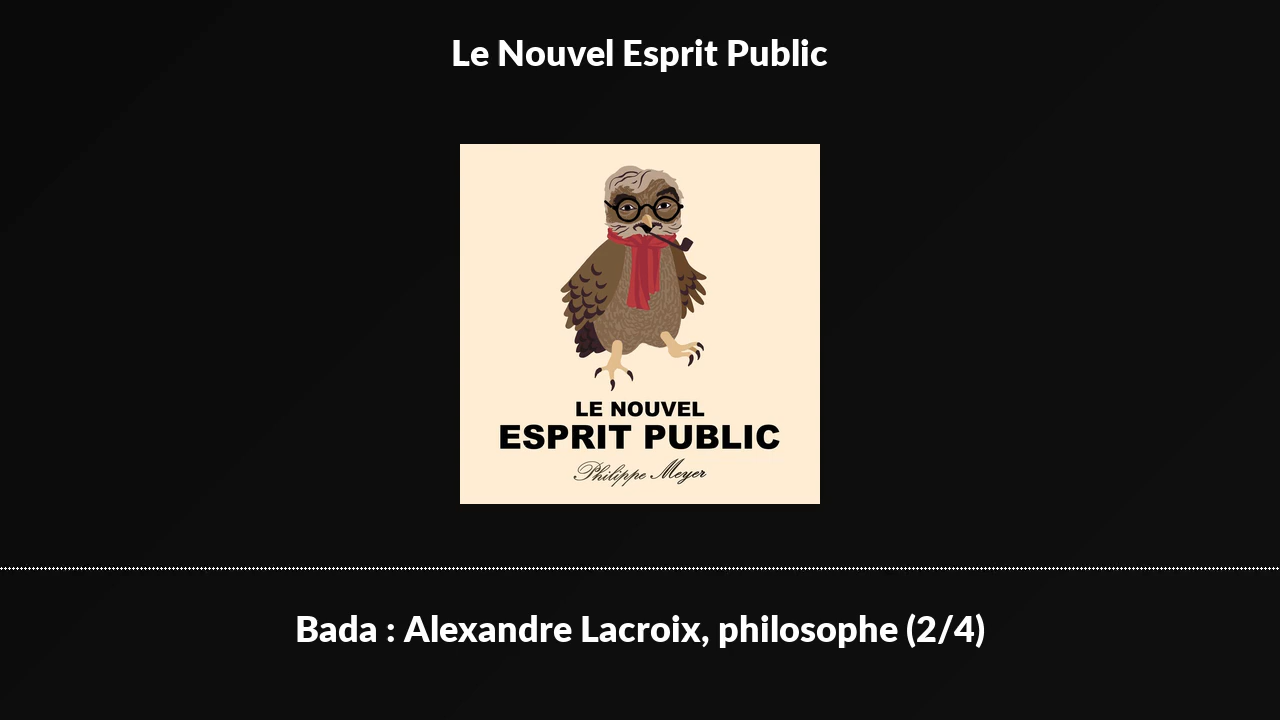 Le Nouvel Esprit Public
LE NOUVEL
ESPRIT PUBLIC
Philippe Meyer
Bada : Alexandre Lacroix, philosophe (2/4)